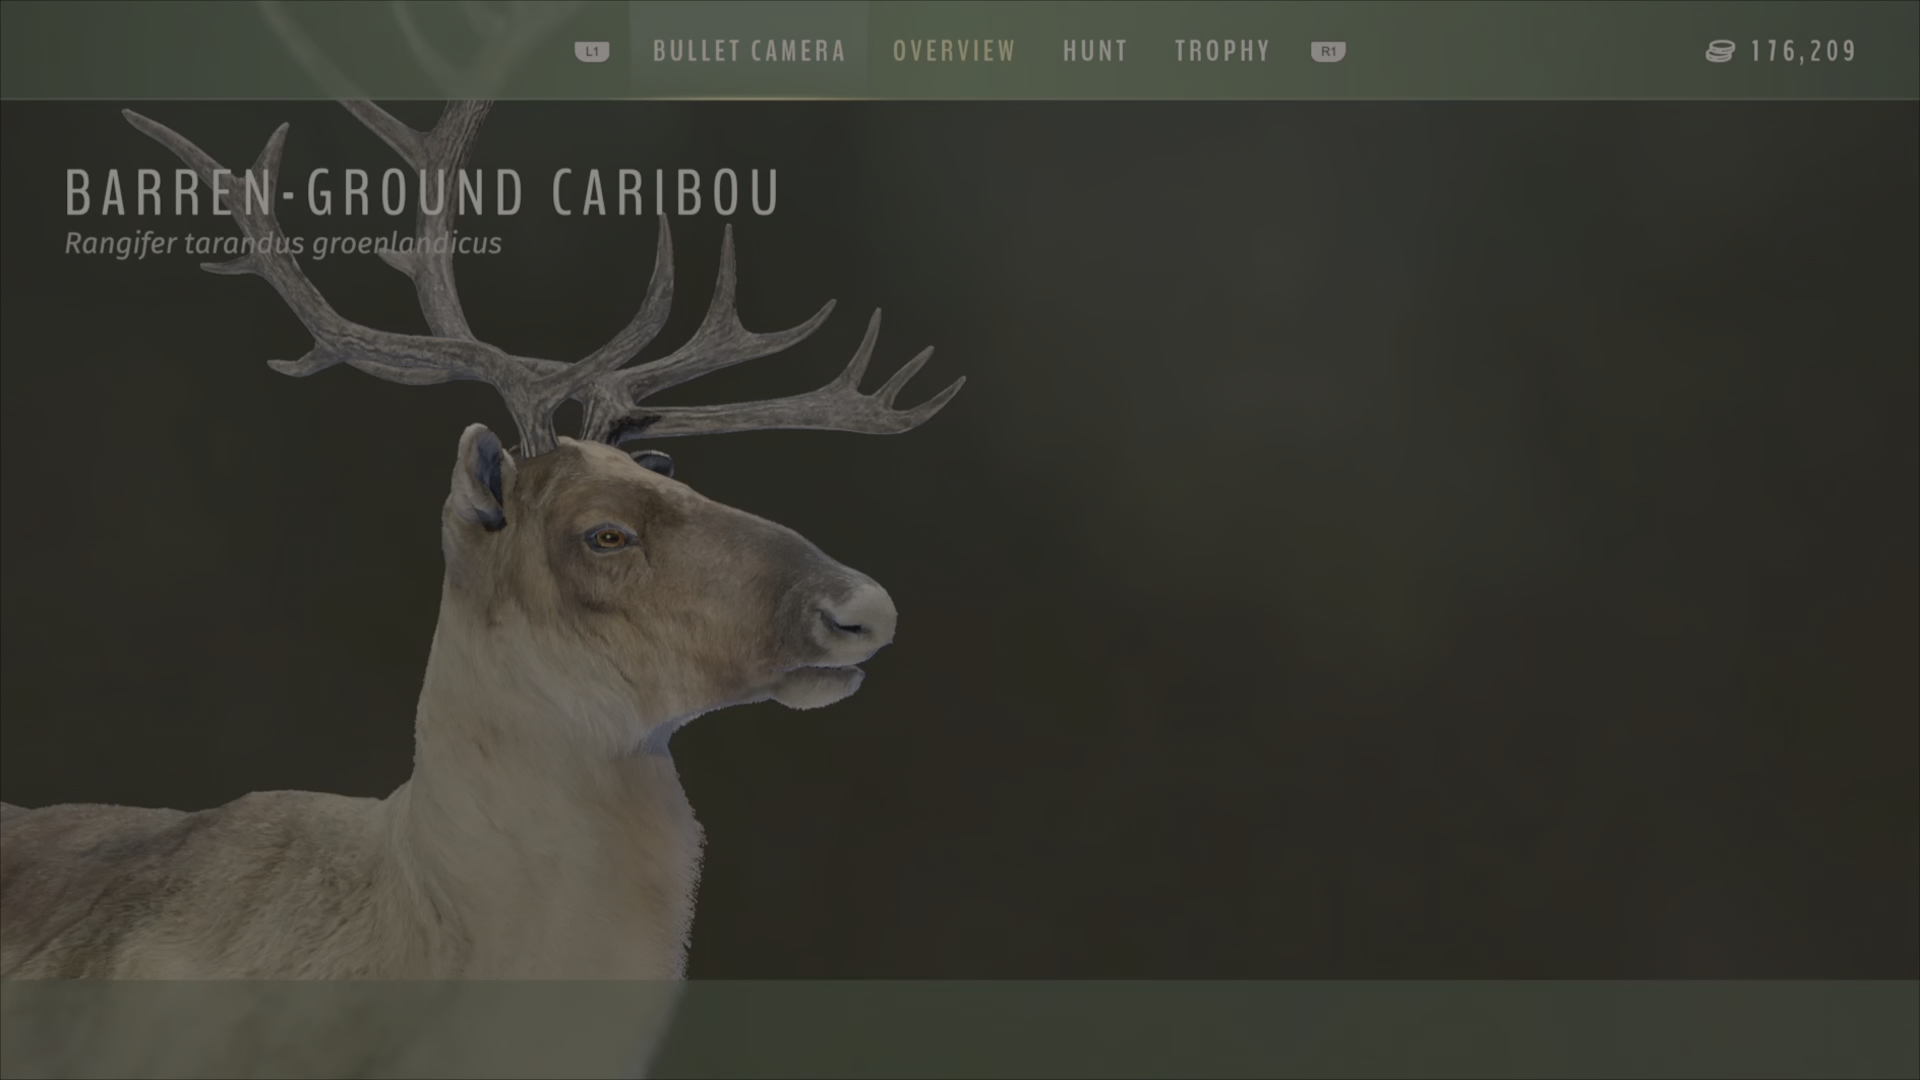 L1 BULLET CAMERA OVERVIEW HUNT TROPHY R1 176,209
BARREN-GROUND CARIBOU
Rangifer tarandus groenlandicus